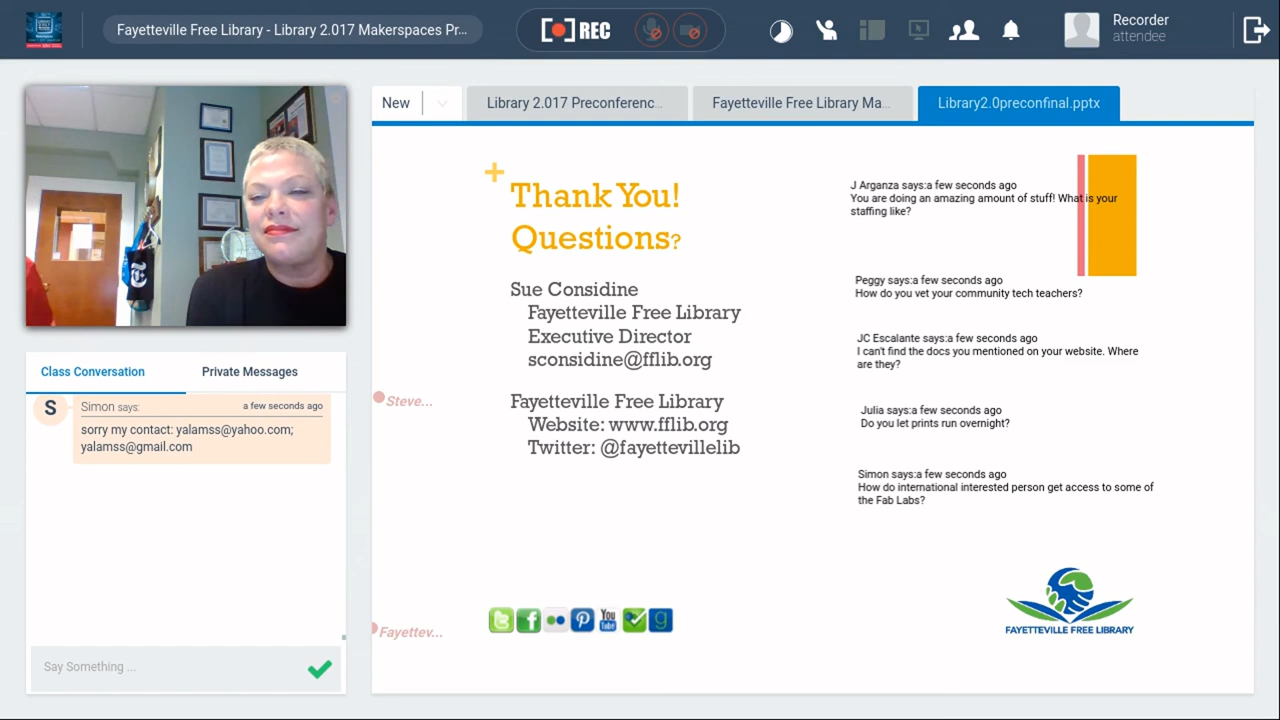 Fayetteville Free Library - Library 2.017 Makerspaces Pr...
REC
Recorder
attendee
New
Library 2.017 Preconferenc...
Fayetteville Free Library Ma...
Library2.0preconfinal.pptx
Class Conversation
Private Messages
S
Simon says:
a few seconds ago
sorry my contact: yalamss@yahoo.com;
yalamss@gmail.com
Say Something ...
Thank You!
Questions?
Sue Considine
Fayetteville Free Library
Executive Director
sconsidine@fflib.org
Fayetteville Free Library
Website: www.fflib.org
Twitter: @fayettevillelib
Steve...
Fayettev...
J Arganza says:a few seconds ago
You are doing an amazing amount of stuff! What is your
staffing like?
Peggy says:a few seconds ago
How do you vet your community tech teachers?
JC Escalante says:a few seconds ago
I can't find the docs you mentioned on your website. Where
are they?
Julia says:a few seconds ago
Do you let prints run overnight?
Simon says:a few seconds ago
How do international interested person get access to some of
the Fab Labs?
You
Tube
FAYETTEVILLE FREE LIBRARY